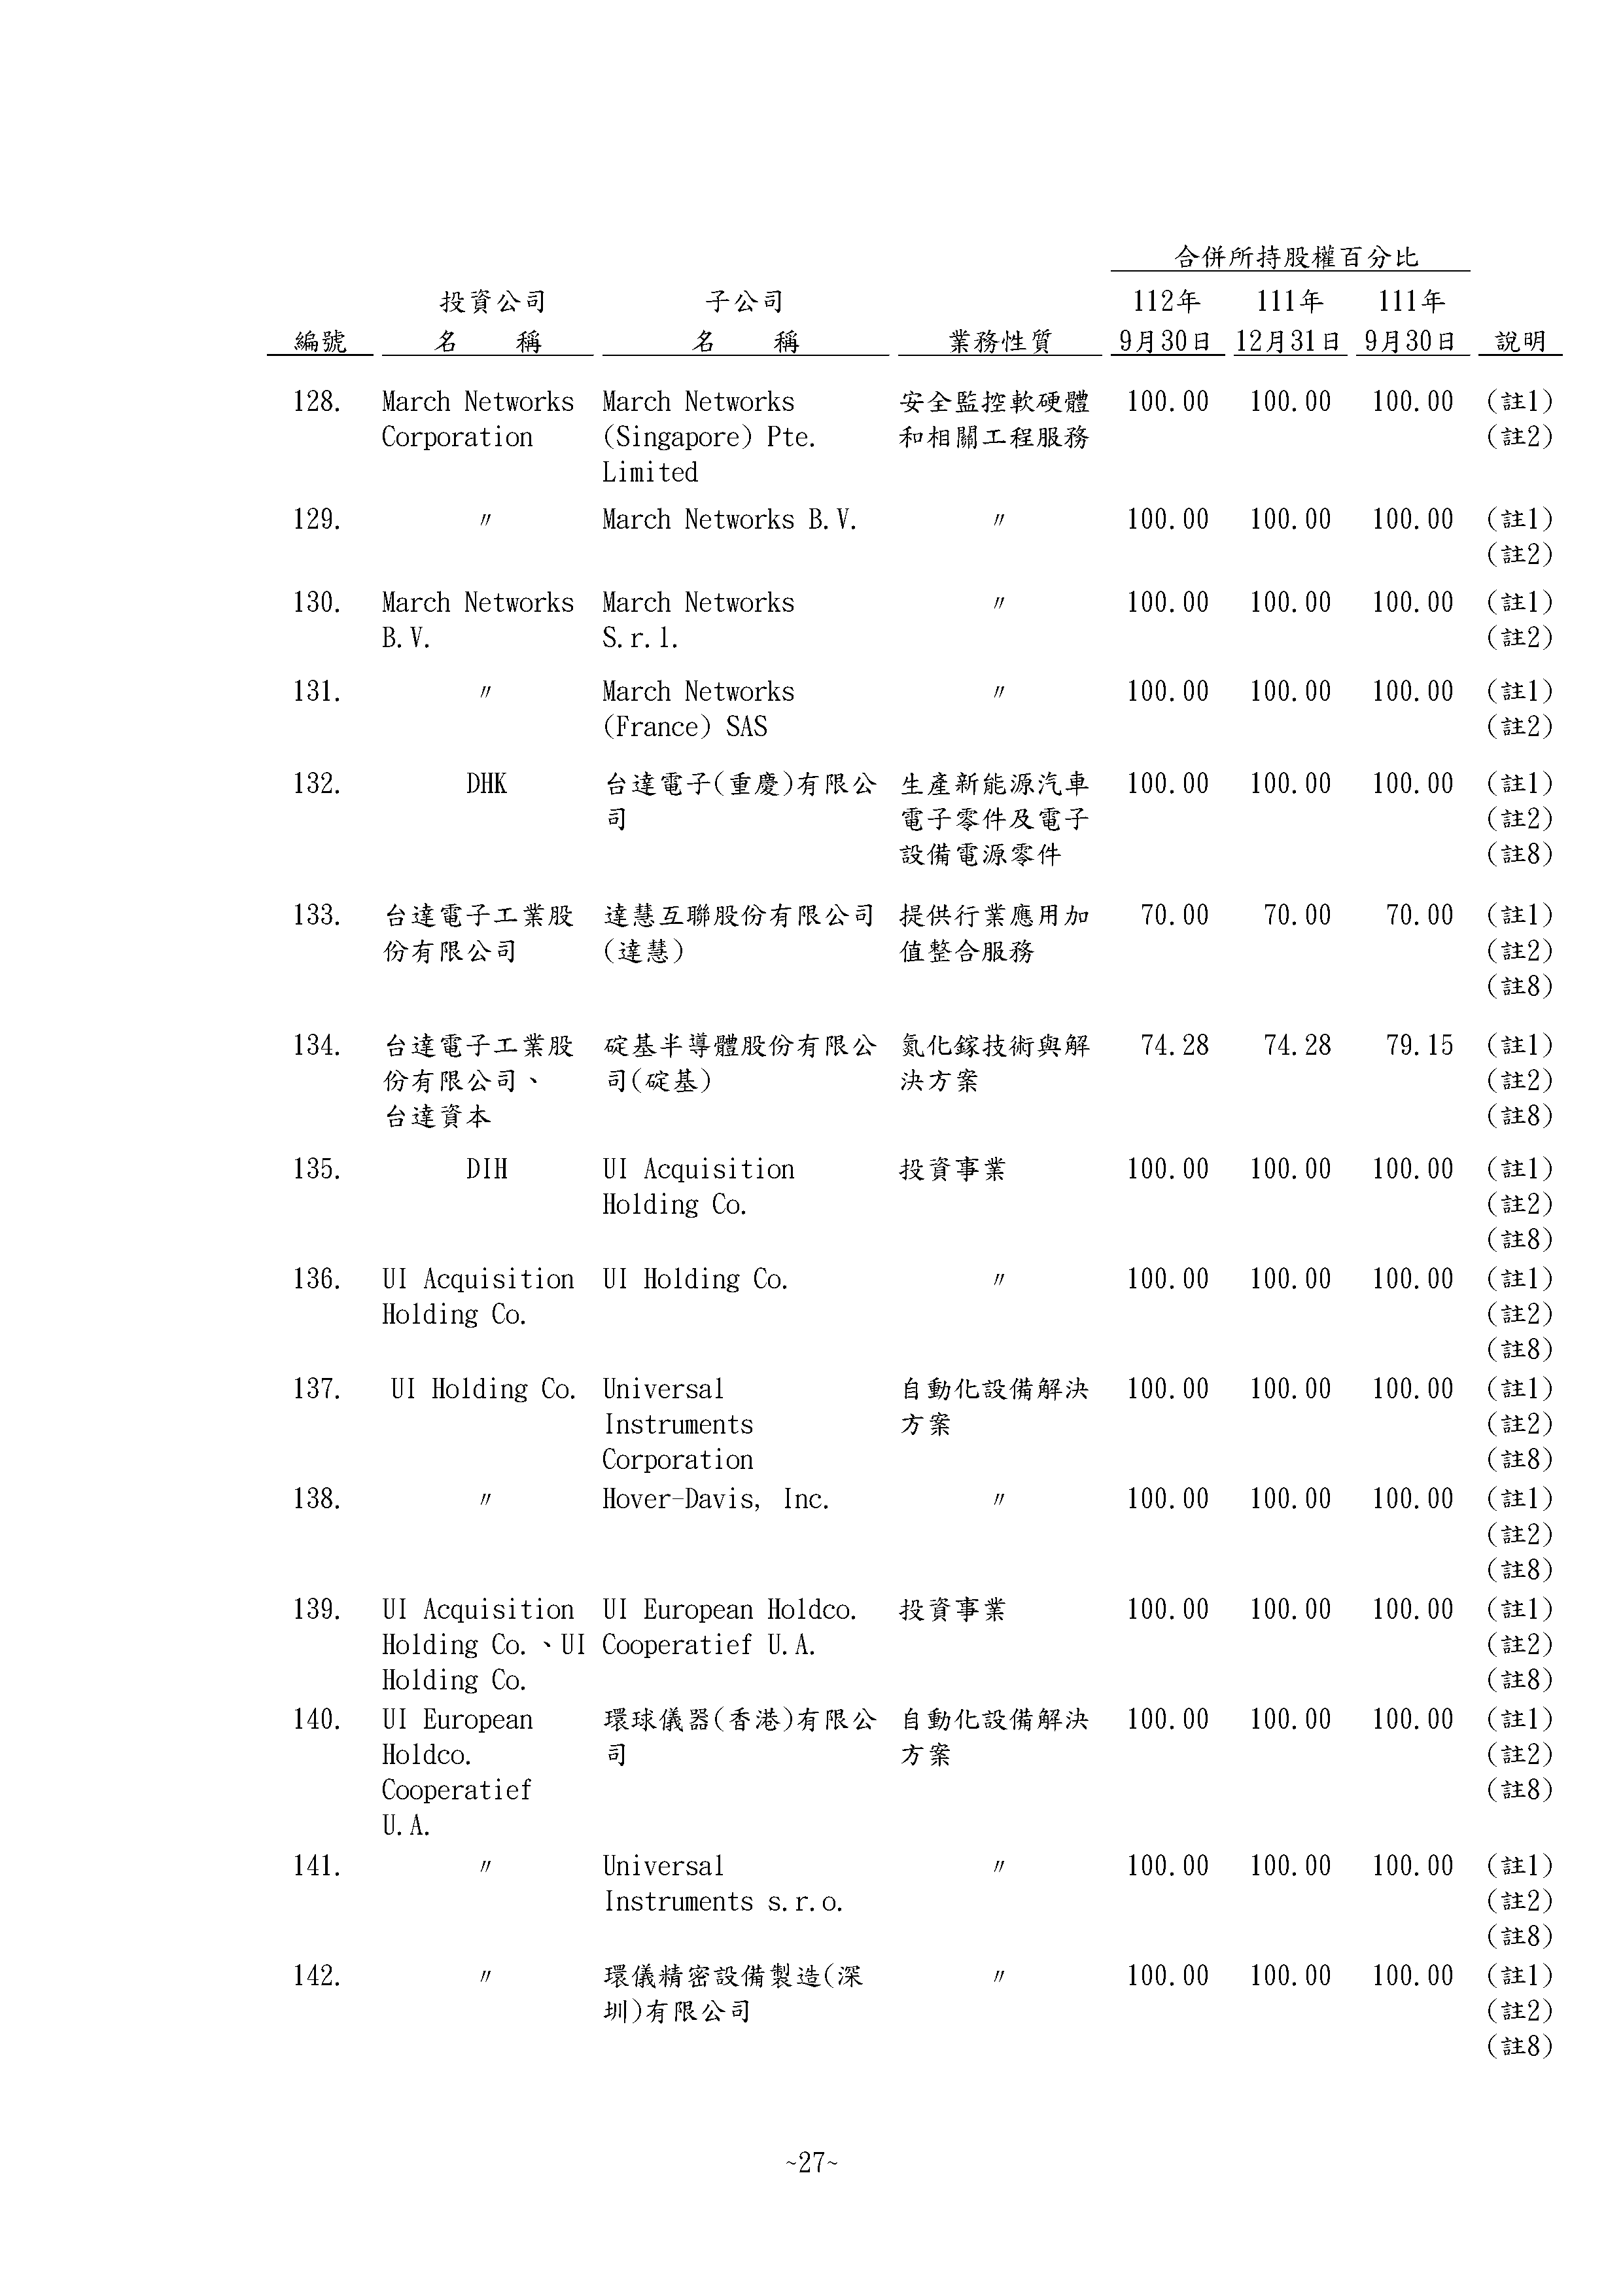 合併所持股權百分比
投資公司 子公司 112年 111年 111年
編號 名 稱 名 稱 業務性質 9月30日 12月31日 9月30日 說明
128. March Networks March Networks 安全監控軟硬體 100.00 100.00 100.00 (註1)
Corporation (Singapore) Pte. 和相關工程服務 (註2)
Limited
129. 〃 March Networks B.V. 〃 100.00 100.00 100.00 (註1)
(註2)
130. March Networks March Networks 〃 100.00 100.00 100.00 (註1)
B.V. S.r.l. (註2)
131. 〃 March Networks 〃 100.00 100.00 100.00 (註1)
(France) SAS (註2)
132. DHK 台達電子(重慶)有限公 生產新能源汽車 100.00 100.00 100.00 (註1)
司 電子零件及電子 (註2)
設備電源零件 (註8)
133. 台達電子工業股 達慧互聯股份有限公司 提供行業應用加 70.00 70.00 70.00 (註1)
份有限公司 (達慧) 值整合服務 (註2)
(註8)
134. 台達電子工業股 碇基半導體股份有限公 氮化鎵技術與解 74.28 74.28 79.15 (註1)
份有限公司、 司(碇基) 決方案 (註2)
台達資本 (註8)
135. DIH UI Acquisition 投資事業 100.00 100.00 100.00 (註1)
Holding Co. (註2)
(註8)
136. UI Acquisition UI Holding Co. 〃 100.00 100.00 100.00 (註1)
Holding Co. (註2)
(註8)
137. UI Holding Co. Universal 自動化設備解決 100.00 100.00 100.00 (註1)
Instruments 方案 (註2)
Corporation (註8)
138. 〃 Hover-Davis, Inc. 〃 100.00 100.00 100.00 (註1)
(註2)
(註8)
139. UI Acquisition UI European Holdco. 投資事業 100.00 100.00 100.00 (註1)
Holding Co.、UI Cooperatief U.A. (註2)
Holding Co. (註8)
140. UI European 環球儀器(香港)有限公 自動化設備解決 100.00 100.00 100.00 (註1)
Holdco. 司 方案 (註2)
Cooperatief (註8)
U.A.
141. 〃 Universal 〃 100.00 100.00 100.00 (註1)
Instruments s.r.o. (註2)
(註8)
142. 〃 環儀精密設備製造(深 〃 100.00 100.00 100.00 (註1)
圳)有限公司 (註2)
(註8)
~27~